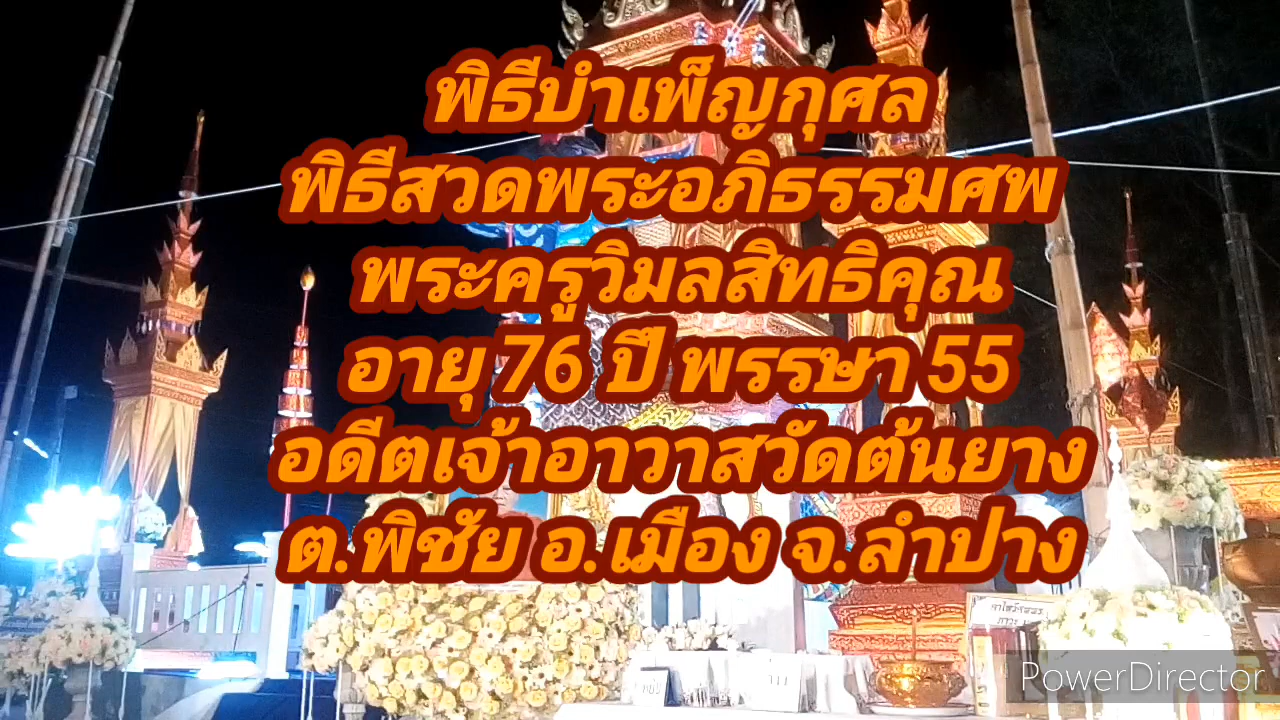 พิธีบำเพ็ญกุศล
พิธีสวดพระอภิธรรมศพ
พระครูวิมลสิทธิคุณ
อายุ 76 ปี พรรษา 55
อดีตเจ้าอาวาสวัดต้นยาง
ต.พิชัย อ.เมือง จ.ลำปาง
PowerDirector